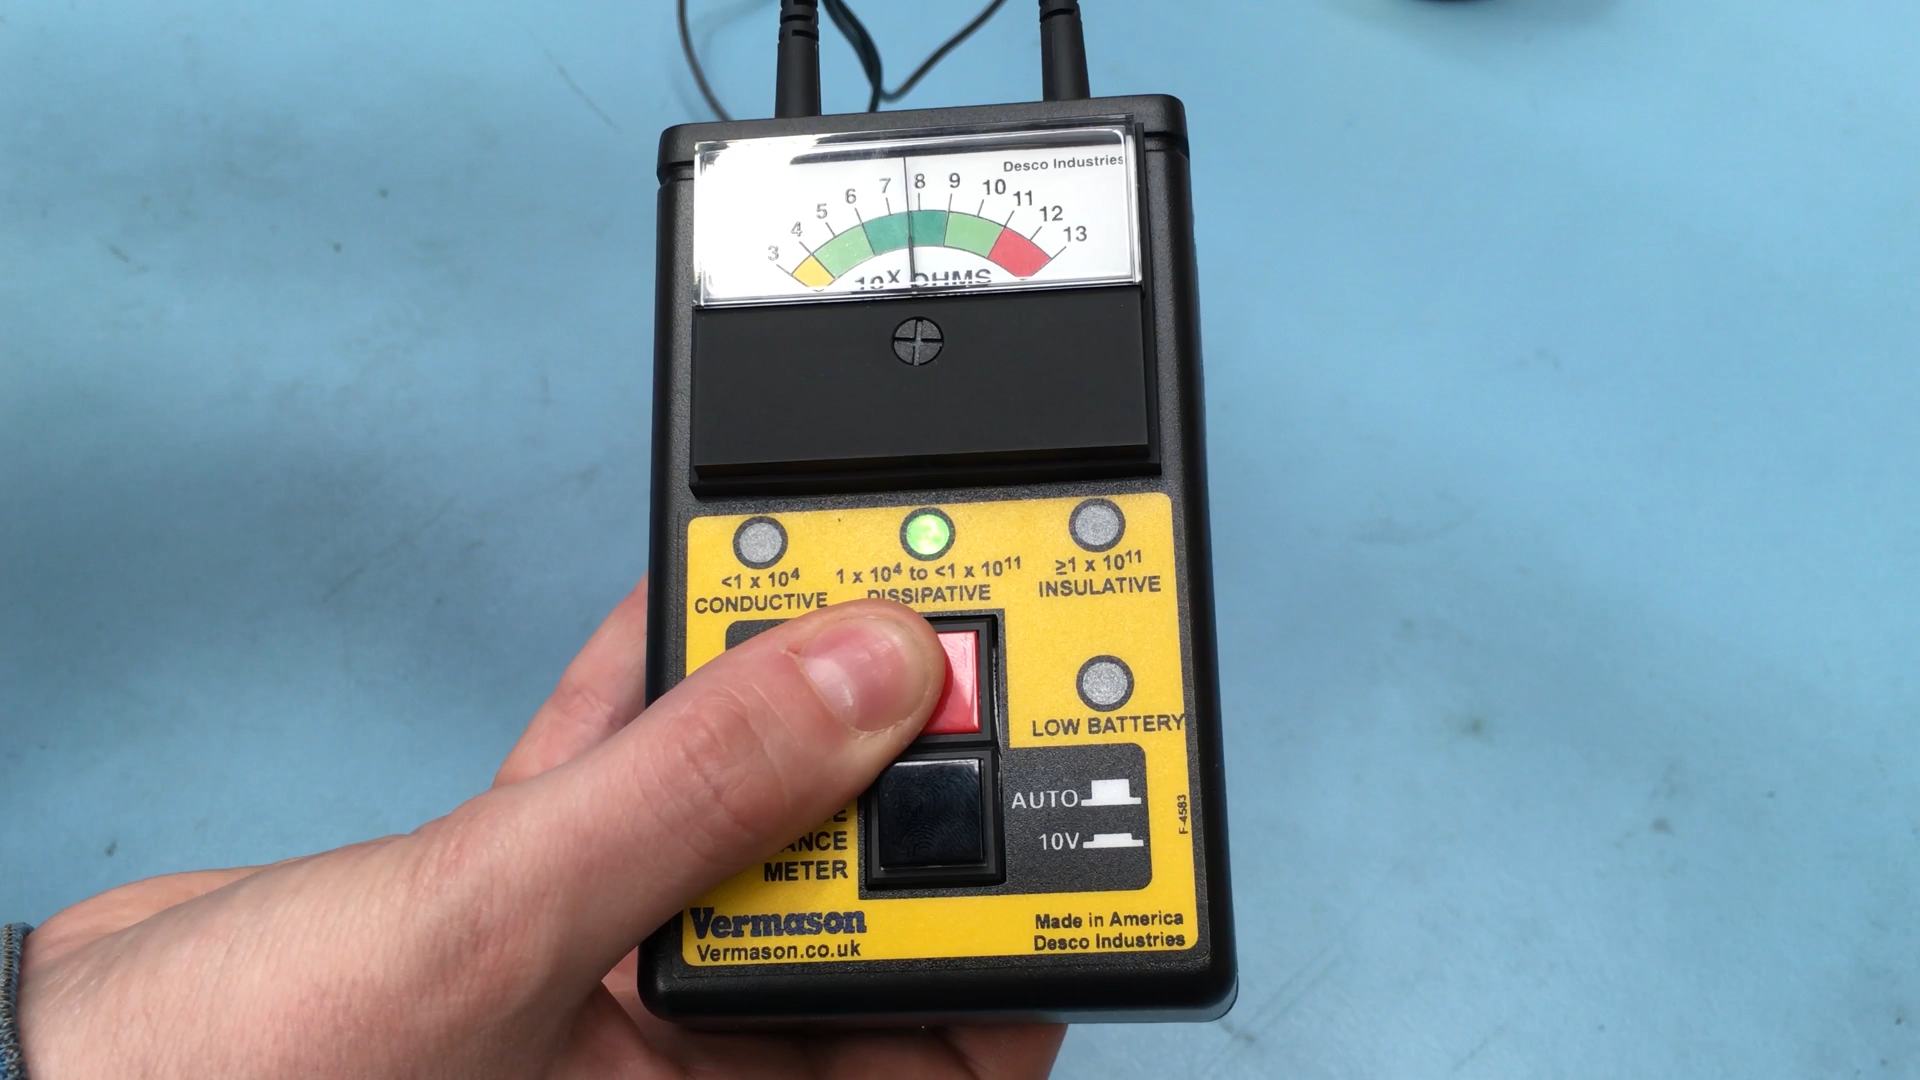 Desco Industries
3 4 5 6 7 8 9 10 11 12 13
10X OHMS
<1 x 10⁴
CONDUCTIVE
1 x 10⁴ to <1 x 10¹¹
DISSIPATIVE
≥1 x 10¹¹
INSULATIVE
LOW BATTERY
AUTO
10V
F-4583
METER
Vermason
Vermason.co.uk
Made in America
Desco Industries